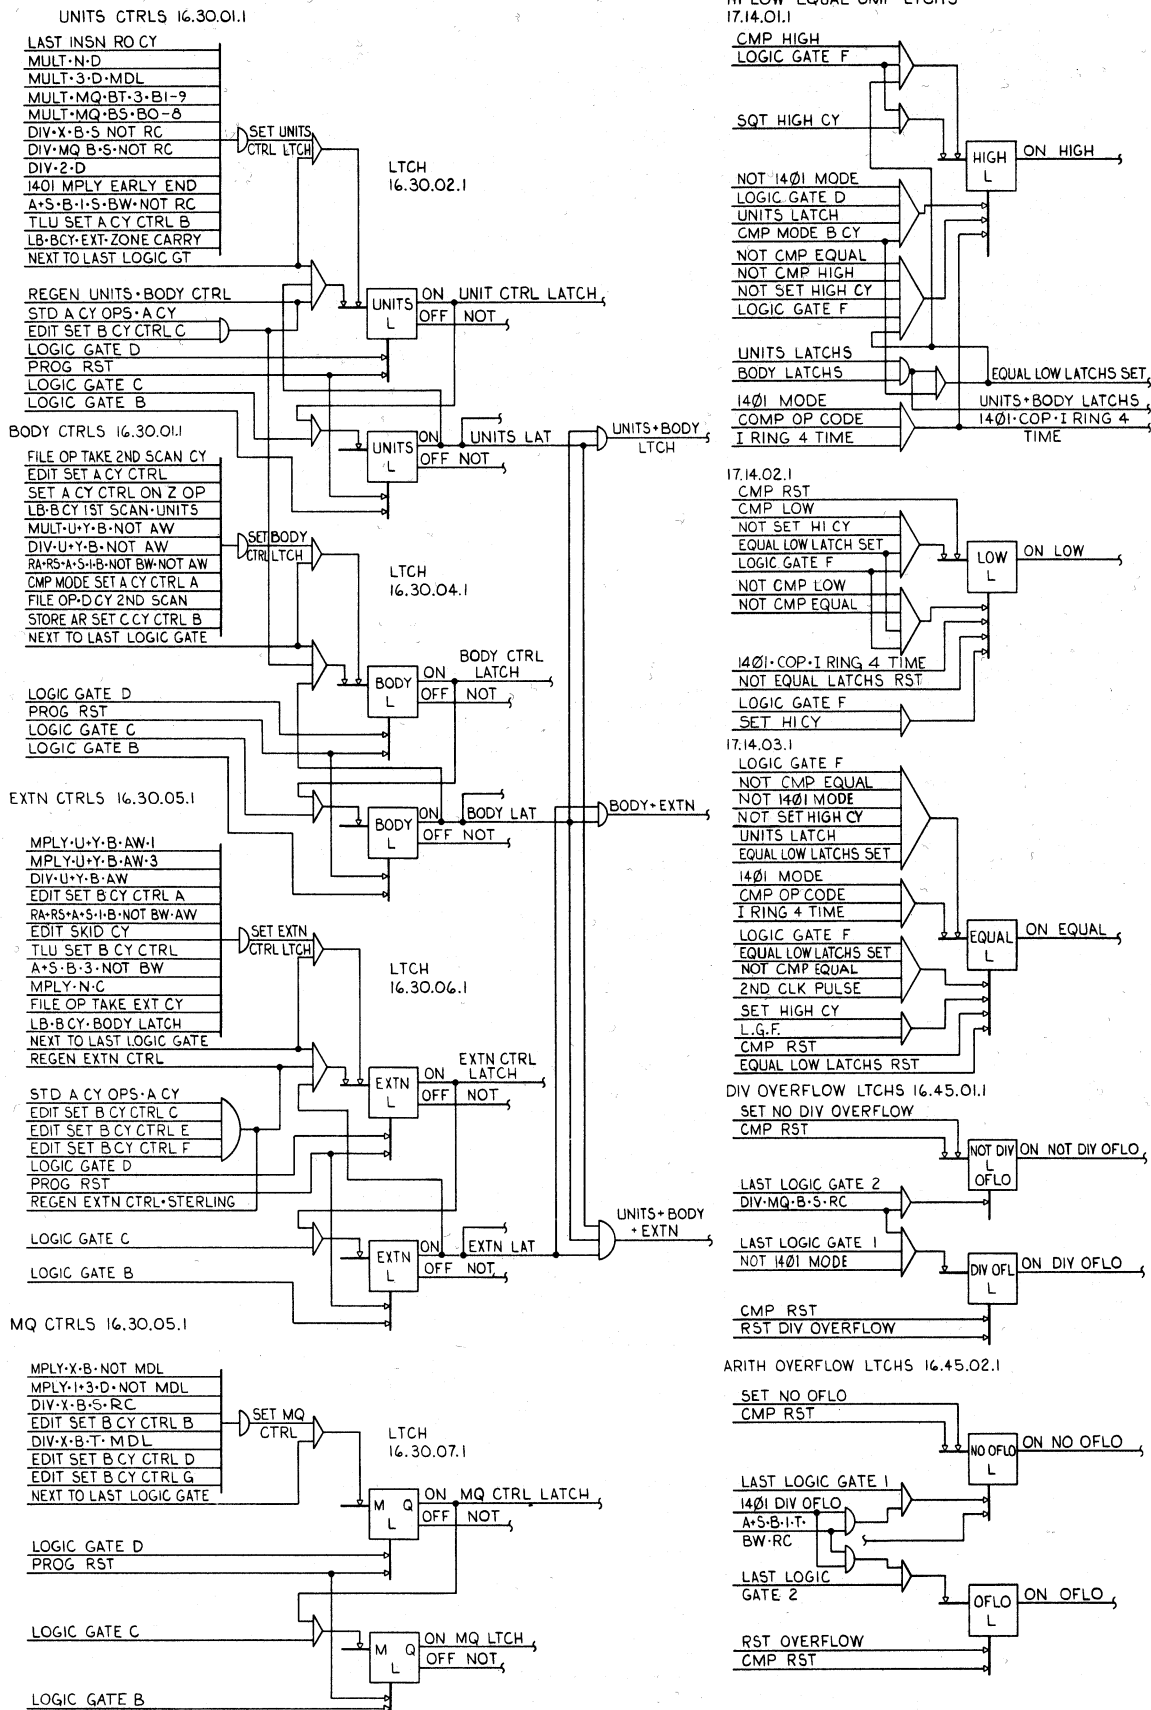 UNITS CTRLS 16.30.01.1
LAST INSN RO CY
MULT·N·D
MULT·3·D·MDL
MULT·MQ·BT·3·B1-9
MULT·MQ·BS·BO-8
DIV·X·B·S NOT RC
DIV·MQ B·S·NOT RC
DIV·2·D
1401 MPLY EARLY END
A+S·B·1·S·BW·NOT RC
TLU SET A CY CTRL B
LB·BCY·EXT·ZONE CARRY
NEXT TO LAST LOGIC GT
SET UNITS
CTRL LTCH
LTCH
16.30.02.1
REGEN UNITS+BODY CTRL
STD A CY OPS·A CY
EDIT SET B CY CTRL C
LOGIC GATE D
PROG RST
LOGIC GATE C
LOGIC GATE B
UNITS
L
ON UNIT CTRL LATCH
OFF NOT
UNITS
L
ON UNITS LAT
OFF NOT
UNITS+BODY
LTCH
BODY CTRLS 16.30.01.1
FILE OP TAKE 2ND SCAN CY
EDIT SET A CY CTRL
SET A CY CTRL ON Z OP
LB·BCY 1ST SCAN·UNITS
MULT·U+Y·B·NOT AW
DIV·U+Y·B·NOT AW
RA+RS+A+S·1·B·NOT BW·NOT AW
CMP MODE SET A CY CTRL A
FILE OP·D CY 2ND SCAN
STORE AR SET C CY CTRL B
NEXT TO LAST LOGIC GATE
SET BODY
CTRL LTCH
LTCH
16.30.04.1
LOGIC GATE D
PROG RST
LOGIC GATE C
LOGIC GATE B
BODY
L
ON
BODY CTRL
LATCH
OFF NOT
BODY
L
ON BODY LAT
OFF NOT
BODY+EXTN
EXTN CTRLS 16.30.05.1
MPLY·U+Y·B·AW·1
MPLY·U+Y·B·AW·3
DIV·U+Y·B·AW
EDIT SET B CY CTRL A
RA+RS+A+S·1·B·NOT BW·AW
EDIT SKID CY
TLU SET B CY CTRL
A+S·B·3·NOT BW
MPLY·N·C
FILE OP TAKE EXT CY
LB·BCY·BODY LATCH
NEXT TO LAST LOGIC GATE
REGEN EXTN CTRL
SET EXTN
CTRL LTCH
LTCH
16.30.06.1
STD A CY OPS·A CY
EDIT SET B CY CTRL C
EDIT SET B CY CTRL E
EDIT SET B CY CTRL F
LOGIC GATE D
PROG RST
REGEN EXTN CTRL·STERLING
LOGIC GATE C
LOGIC GATE B
EXTN
L
ON
EXTN CTRL
LATCH
OFF NOT
EXTN
L
ON EXTN LAT
OFF NOT
UNITS+BODY
+EXTN
MQ CTRLS 16.30.05.1
MPLY·X·B·NOT MDL
MPLY·1+3·D·NOT MDL
DIV·X·B·S·RC
EDIT SET B CY CTRL B
DIV·X·B·T·MDL
EDIT SET B CY CTRL D
EDIT SET B CY CTRL G
NEXT TO LAST LOGIC GATE
SET MQ
CTRL
LTCH
16.30.07.1
LOGIC GATE D
PROG RST
LOGIC GATE C
LOGIC GATE B
M Q
L
ON MQ CTRL LATCH
OFF NOT
M Q
L
ON MQ LTCH
OFF NOT
17.14.01.1
CMP HIGH
LOGIC GATE F
SQT HIGH CY
NOT 14Ø1 MODE
LOGIC GATE D
UNITS LATCH
CMP MODE B CY
NOT CMP EQUAL
NOT CMP HIGH
NOT SET HIGH CY
LOGIC GATE F
UNITS LATCHS
BODY LATCHS
14Ø1 MODE
COMP OP CODE
I RING 4 TIME
HIGH
L
ON HIGH
EQUAL LOW LATCHS SET
UNITS+BODY LATCHS
14Ø1·COP·I RING 4
TIME
17.14.02.1
CMP RST
CMP LOW
NOT SET HI CY
EQUAL LOW LATCH SET
LOGIC GATE F
NOT CMP LOW
NOT CMP EQUAL
14Ø1·COP·I RING 4 TIME
NOT EQUAL LATCHS RST
LOGIC GATE F
SET HI CY
LOW
L
ON LOW
17.14.03.1
LOGIC GATE F
NOT CMP EQUAL
NOT 14Ø1 MODE
NOT SET HIGH CY
UNITS LATCH
EQUAL LOW LATCHS SET
14Ø1 MODE
CMP OP CODE
I RING 4 TIME
LOGIC GATE F
EQUAL LOW LATCHS SET
NOT CMP EQUAL
2ND CLK PULSE
SET HIGH CY
L.G.F.
CMP RST
EQUAL LOW LATCHS RST
EQUAL
L
ON EQUAL
DIV OVERFLOW LTCHS 16.45.01.1
SET NO DIV OVERFLOW
CMP RST
LAST LOGIC GATE 2
DIV·MQ·B·S·RC
LAST LOGIC GATE 1
NOT 14Ø1 MODE
CMP RST
RST DIV OVERFLOW
NOT DIV
L
OFLO
ON NOT DIV OFLO
DIV OFL
L
ON DIV OFLO
ARITH OVERFLOW LTCHS 16.45.02.1
SET NO OFLO
CMP RST
LAST LOGIC GATE 1
14Ø1 DIV OFLO
A+S·B·1·T·
BW·RC
LAST LOGIC
GATE 2
RST OVERFLOW
CMP RST
NO OFLO
L
ON NO OFLO
OFLO
L
ON OFLO